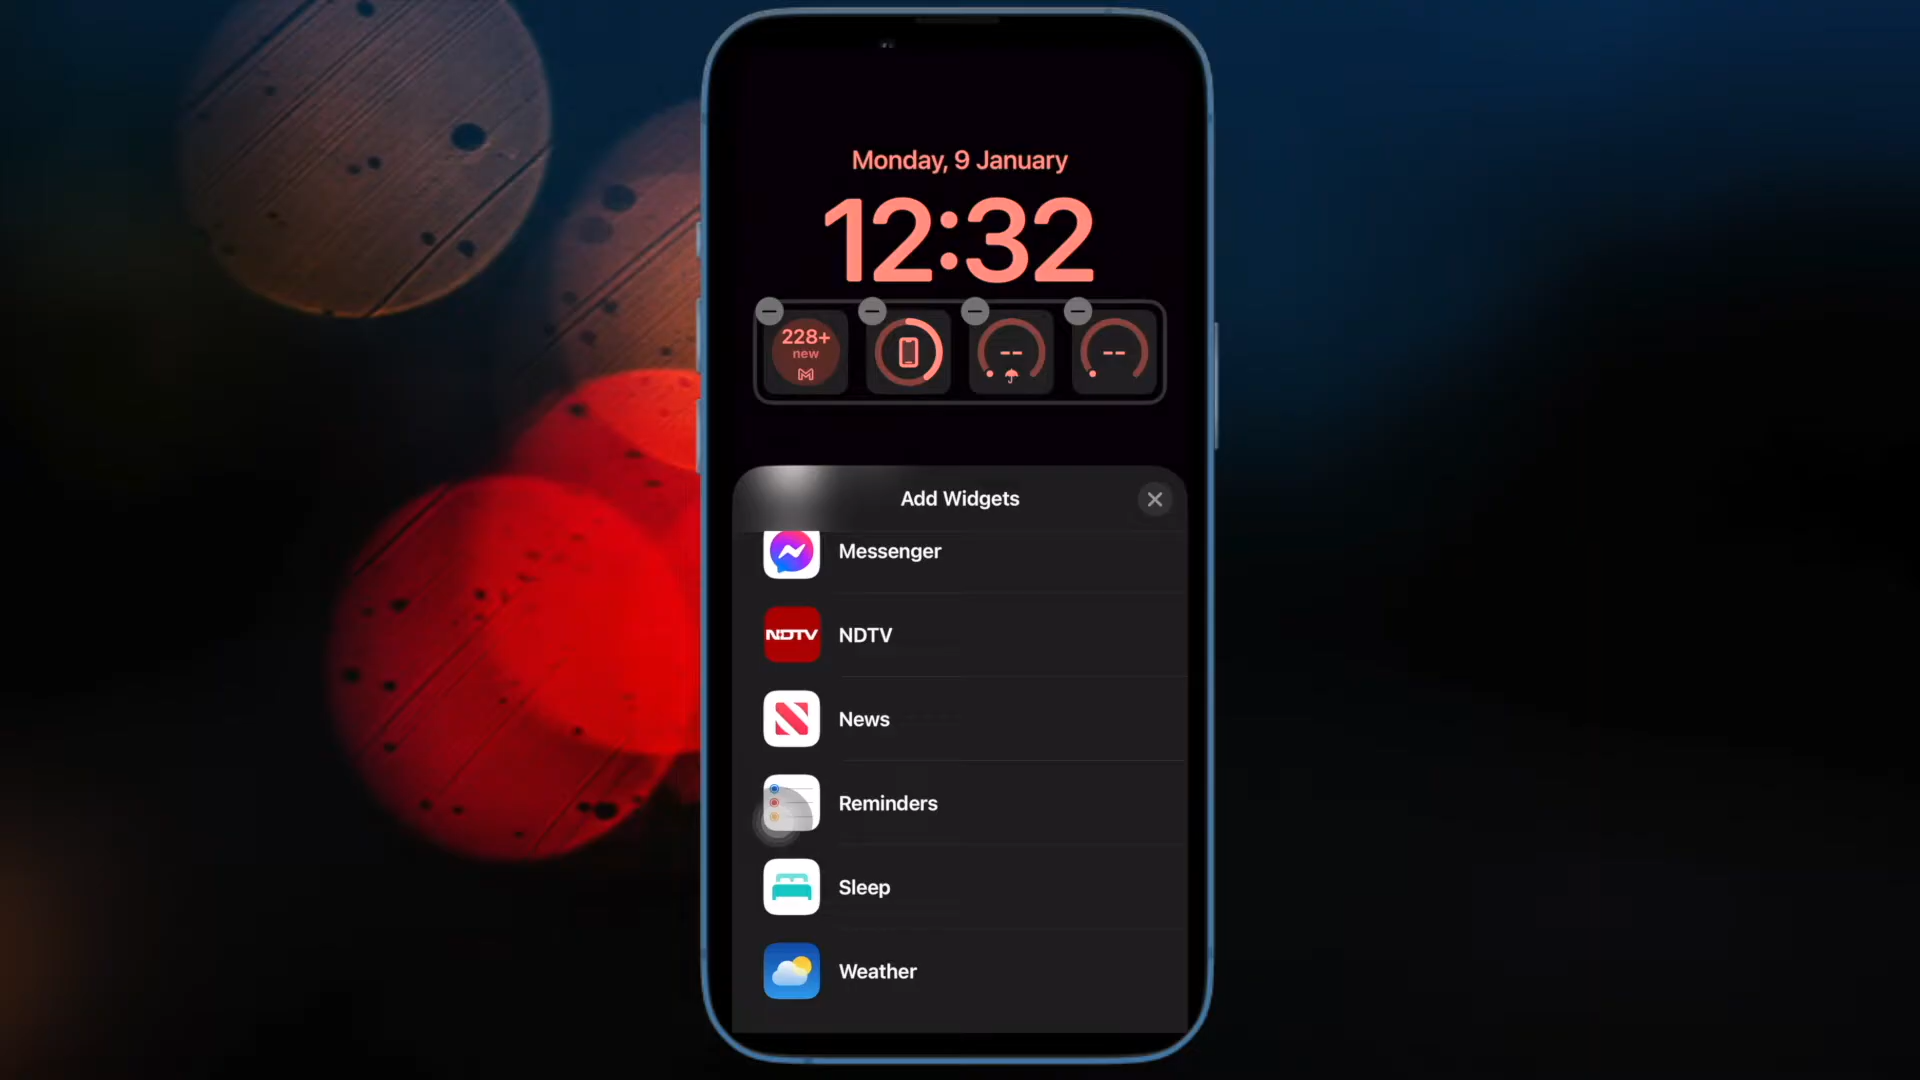 Monday, 9 January
12:32
228+
new
--
--
Add Widgets
Messenger
NDTV
NDTV
News
Reminders
Sleep
Weather